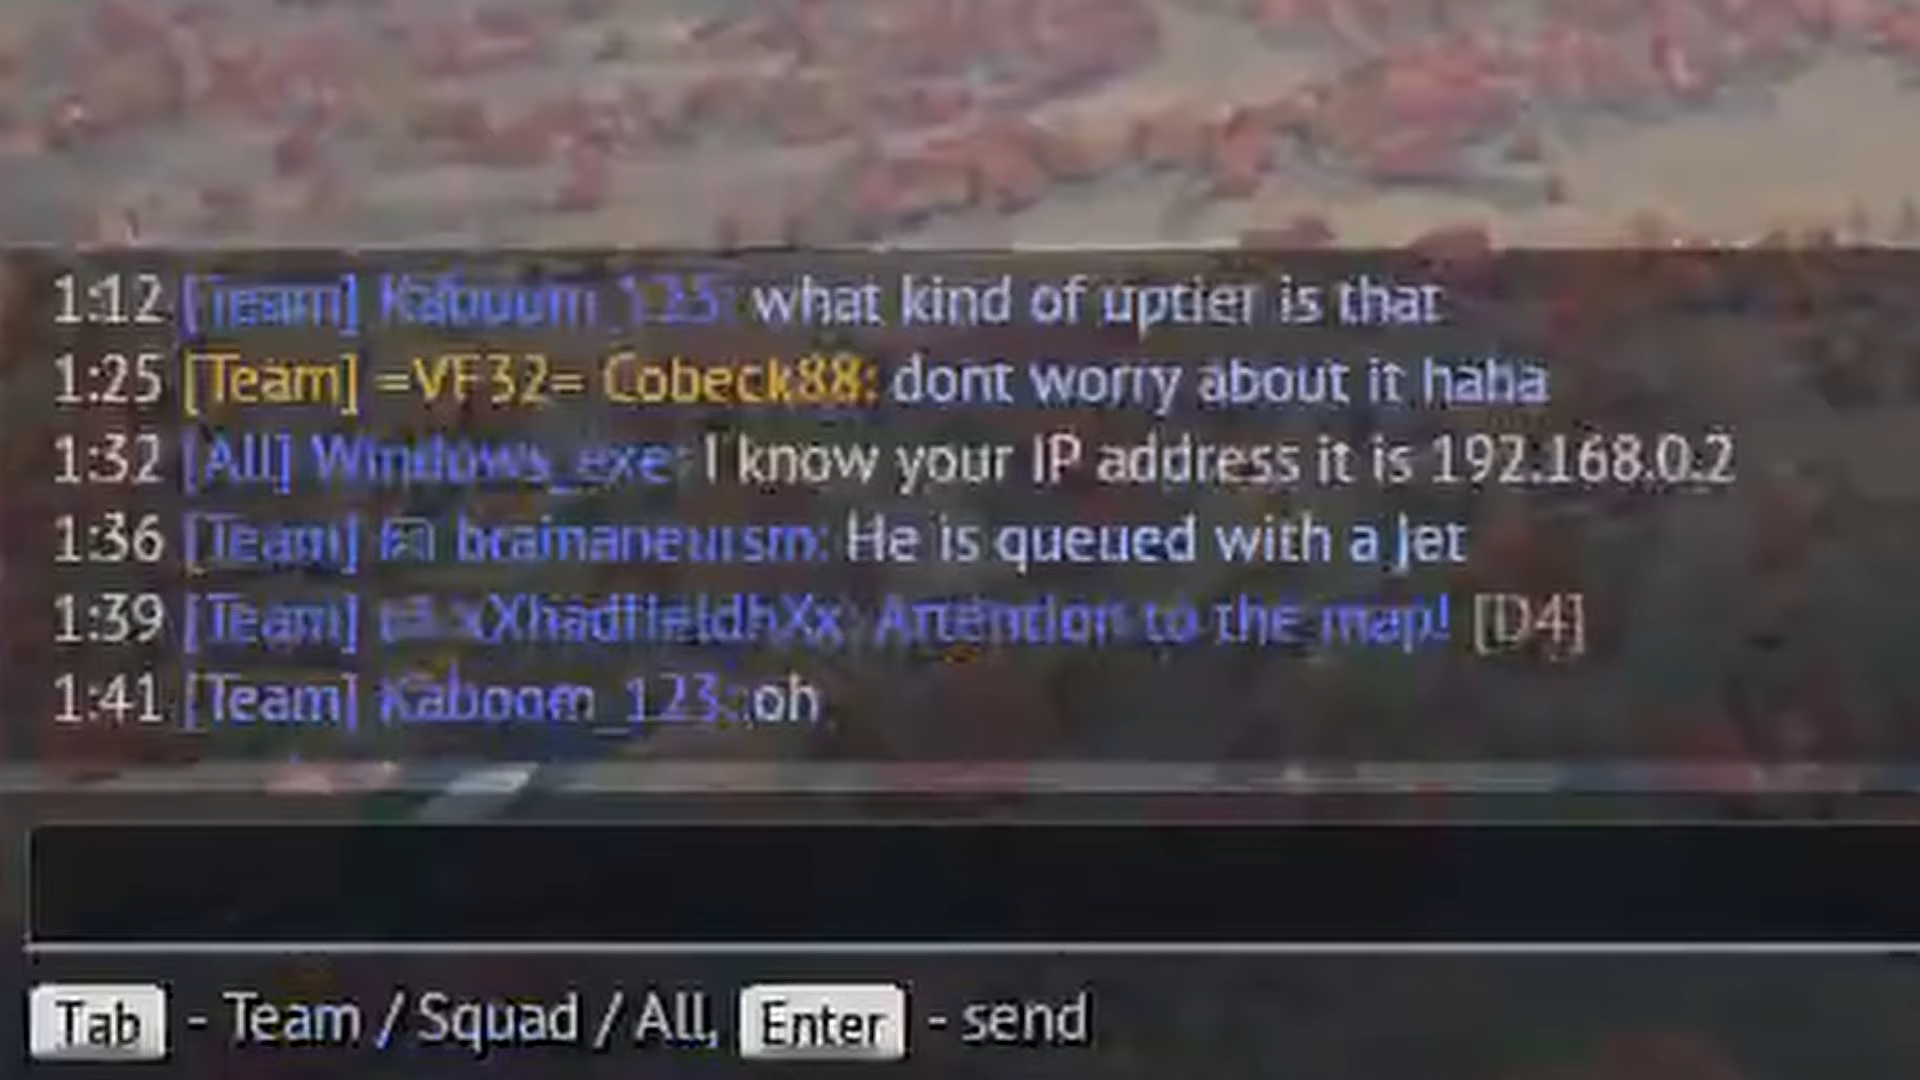 1:12 [Team] Kaboom_123: what kind of uptier is that
1:25 [Team] =VF32= Cobeck88: dont worry about it haha
1:32 [All] Windows_exe: I know your IP address it is 192.168.0.2
1:36 [Team] brainaneurism: He is queued with a jet
1:39 [Team] xXhadfieldhXx: Attention to the map! [D4]
1:41 [Team] Kaboom_123: oh
Tab - Team / Squad / All, Enter - send